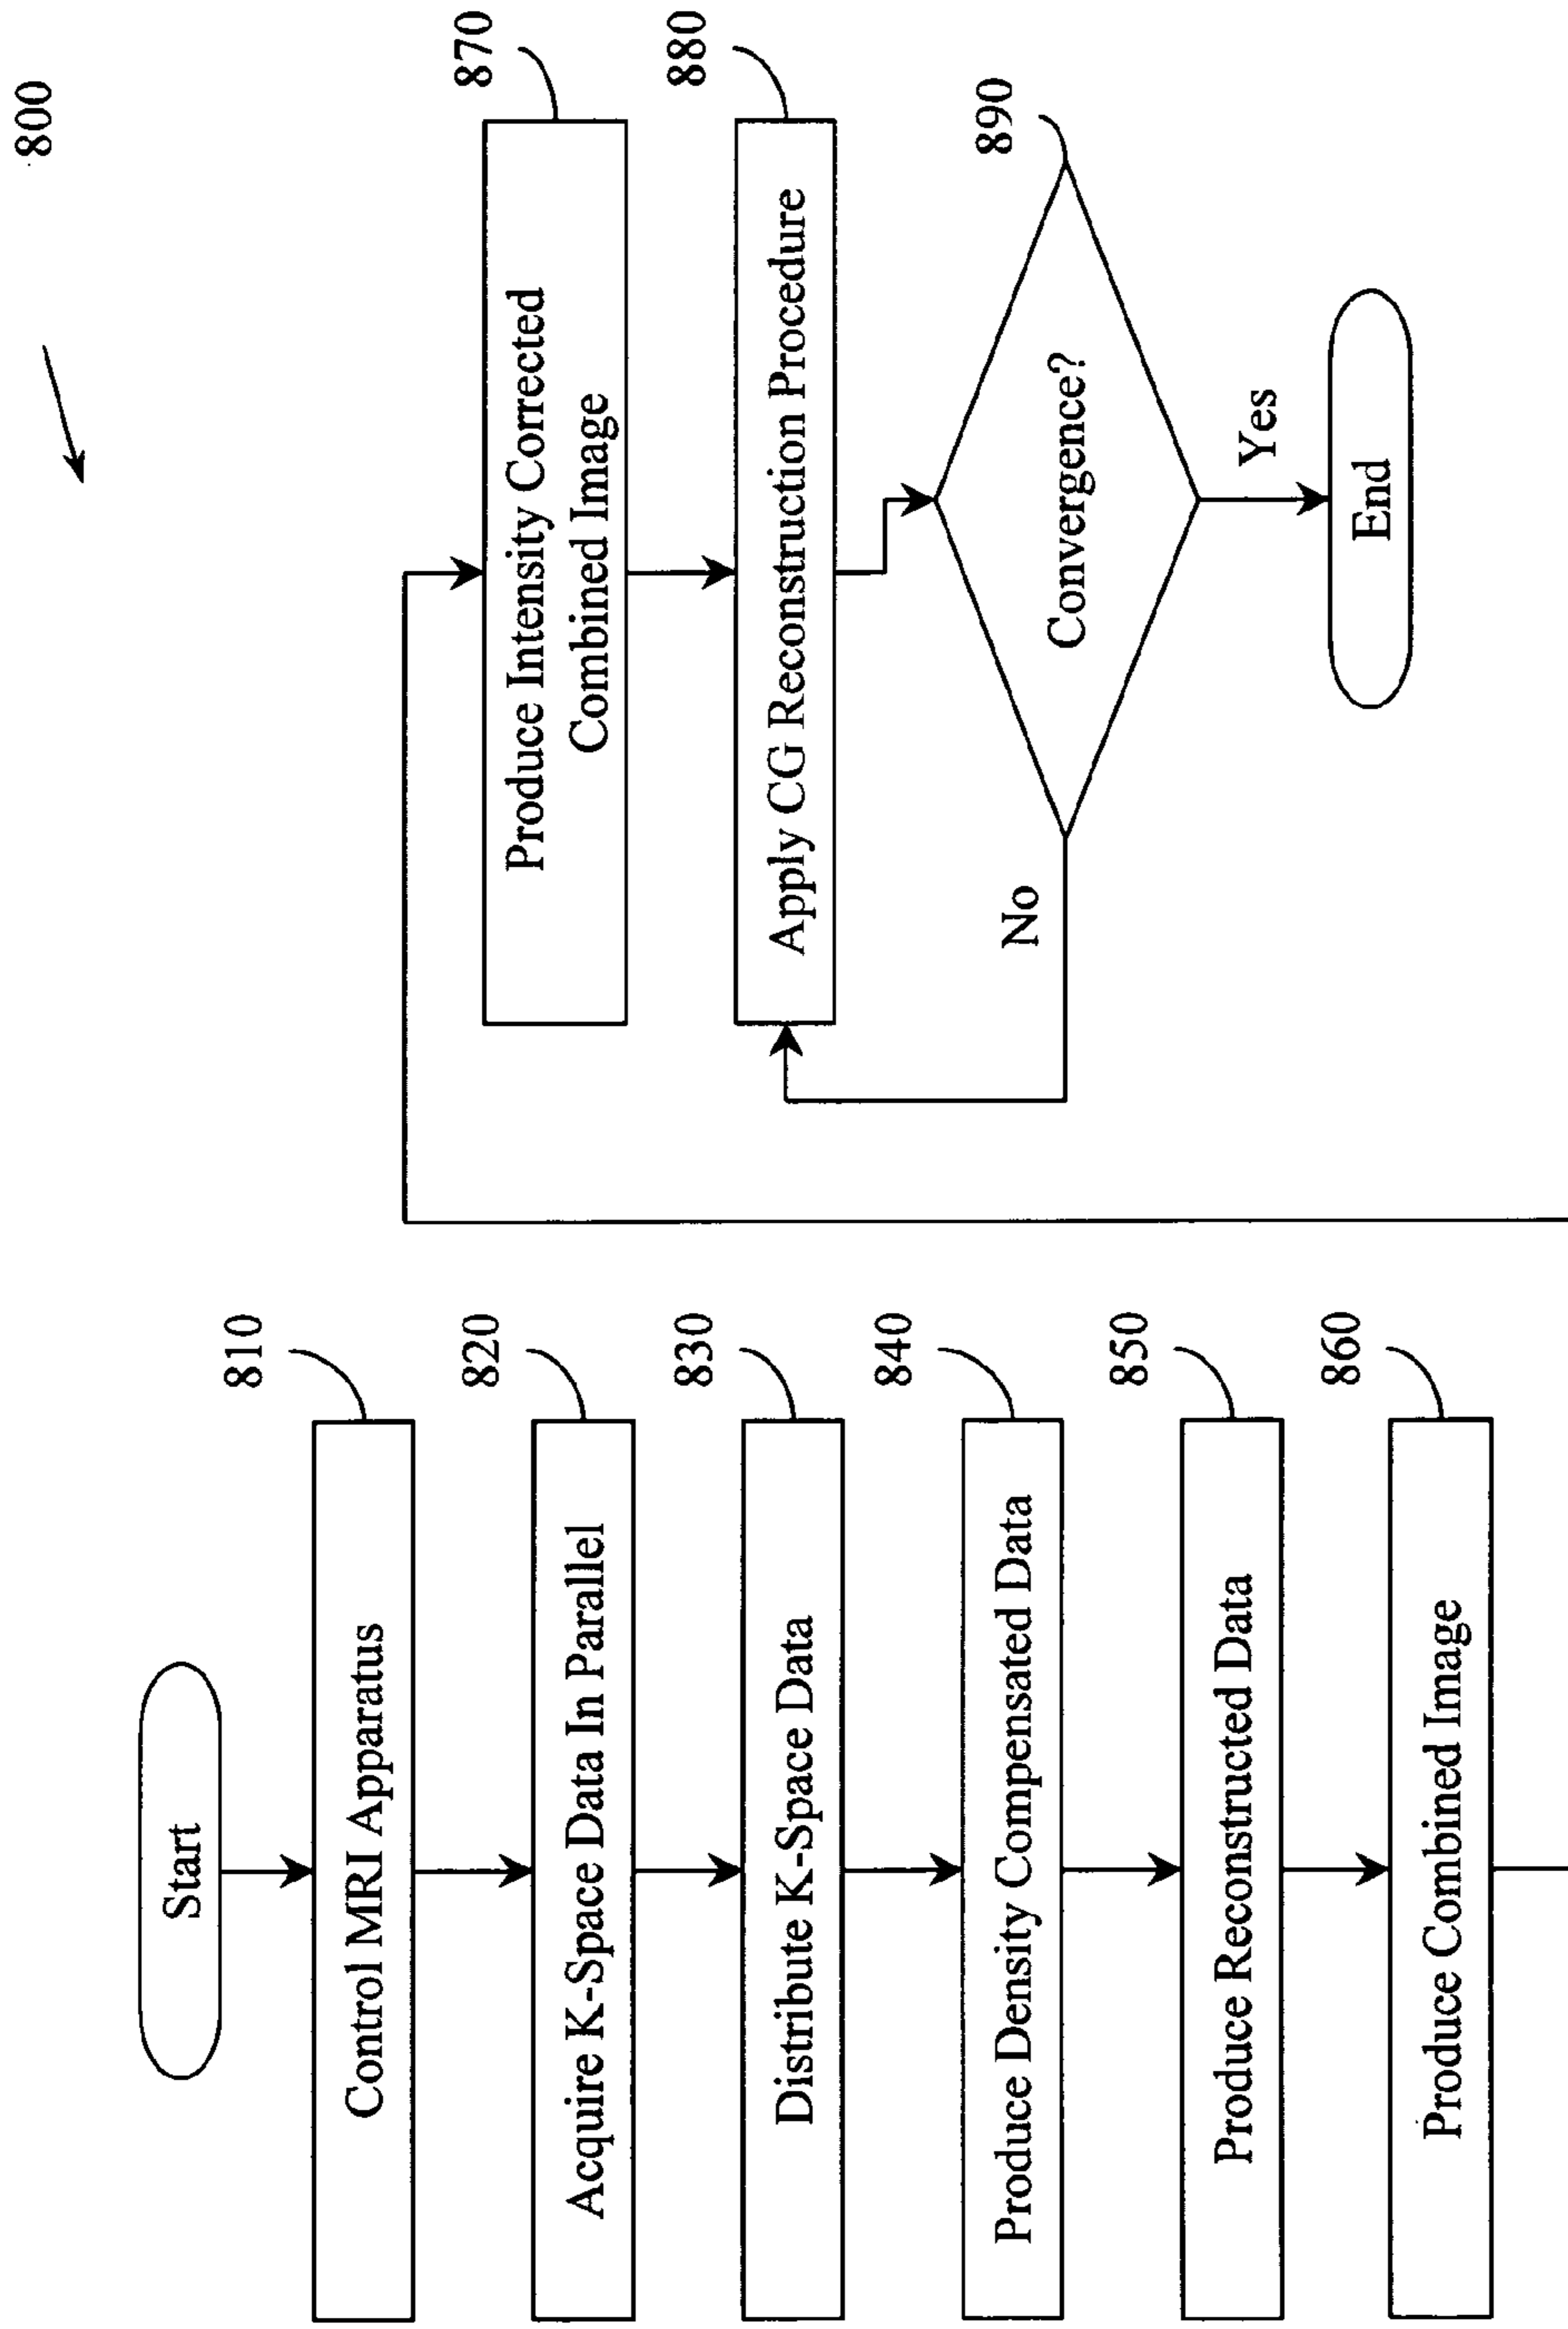 800
Start
Control MRI Apparatus
810
Acquire K-Space Data In Parallel
820
Distribute K-Space Data
830
Produce Density Compensated Data
840
Produce Reconstructed Data
850
Produce Combined Image
860
Produce Intensity Corrected
Combined Image
870
Apply CG Reconstruction Procedure
880
Convergence?
890
No
Yes
End